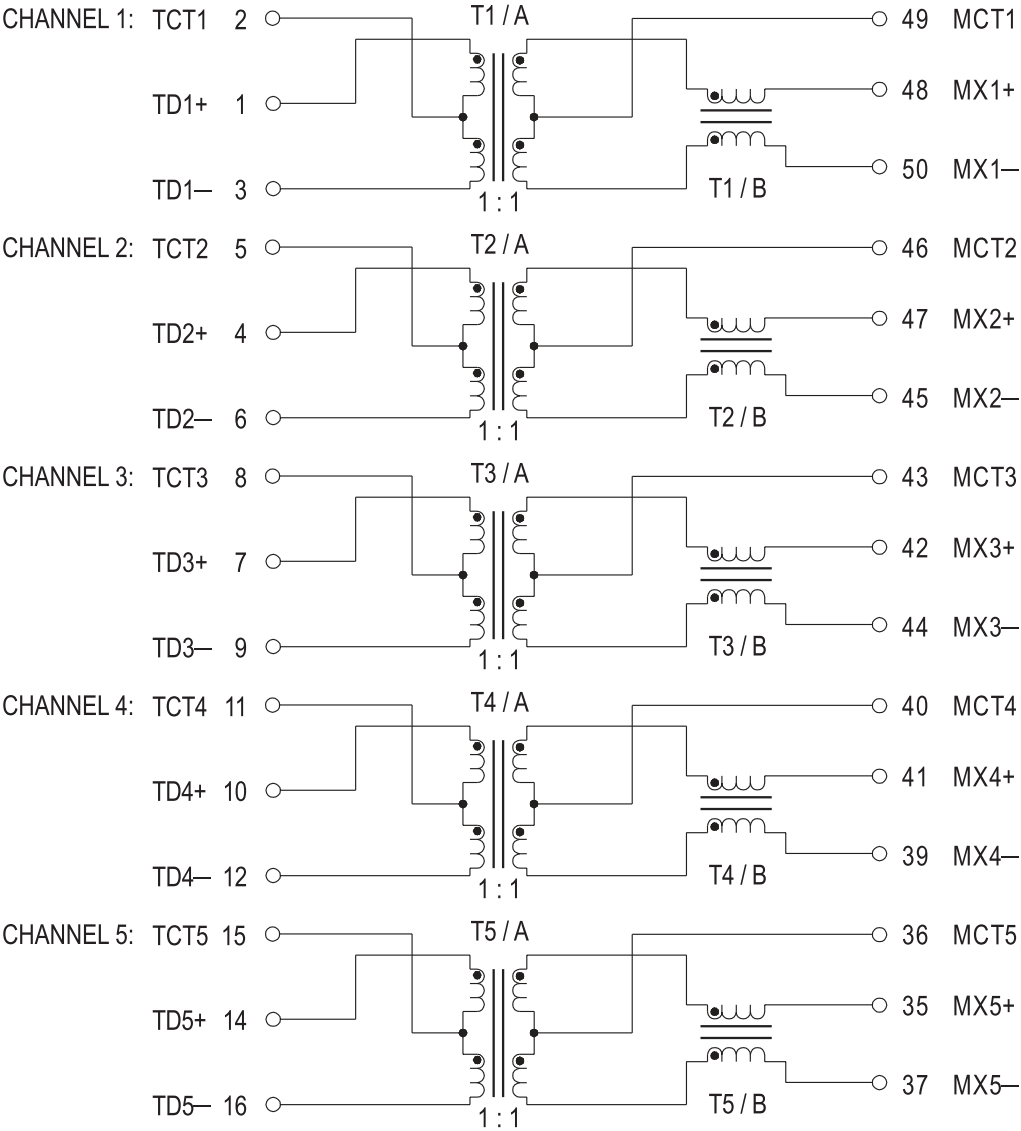 CHANNEL 1: TCT1 2 T1 / A 49 MCT1
48 MX1+
TD1+ 1
50 MX1—
TD1— 3 1 : 1 T1 / B
CHANNEL 2: TCT2 5 T2 / A 46 MCT2
47 MX2+
TD2+ 4
45 MX2—
TD2— 6 1 : 1 T2 / B
CHANNEL 3: TCT3 8 T3 / A 43 MCT3
42 MX3+
TD3+ 7
44 MX3—
TD3— 9 1 : 1 T3 / B
CHANNEL 4: TCT4 11 T4 / A 40 MCT4
41 MX4+
TD4+ 10
39 MX4—
TD4— 12 1 : 1 T4 / B
CHANNEL 5: TCT5 15 T5 / A 36 MCT5
35 MX5+
TD5+ 14
37 MX5—
TD5— 16 1 : 1 T5 / B